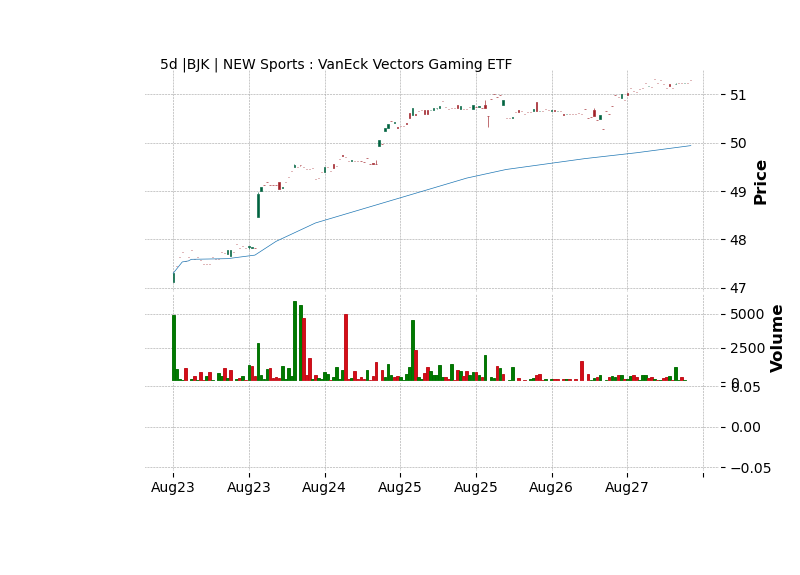 5d |BJK | NEW Sports : VanEck Vectors Gaming ETF
51
50
49
48
47
Price
5000
2500
0
Volume
0.05
0.00
−0.05
Aug23 Aug23 Aug24 Aug25 Aug25 Aug26 Aug27